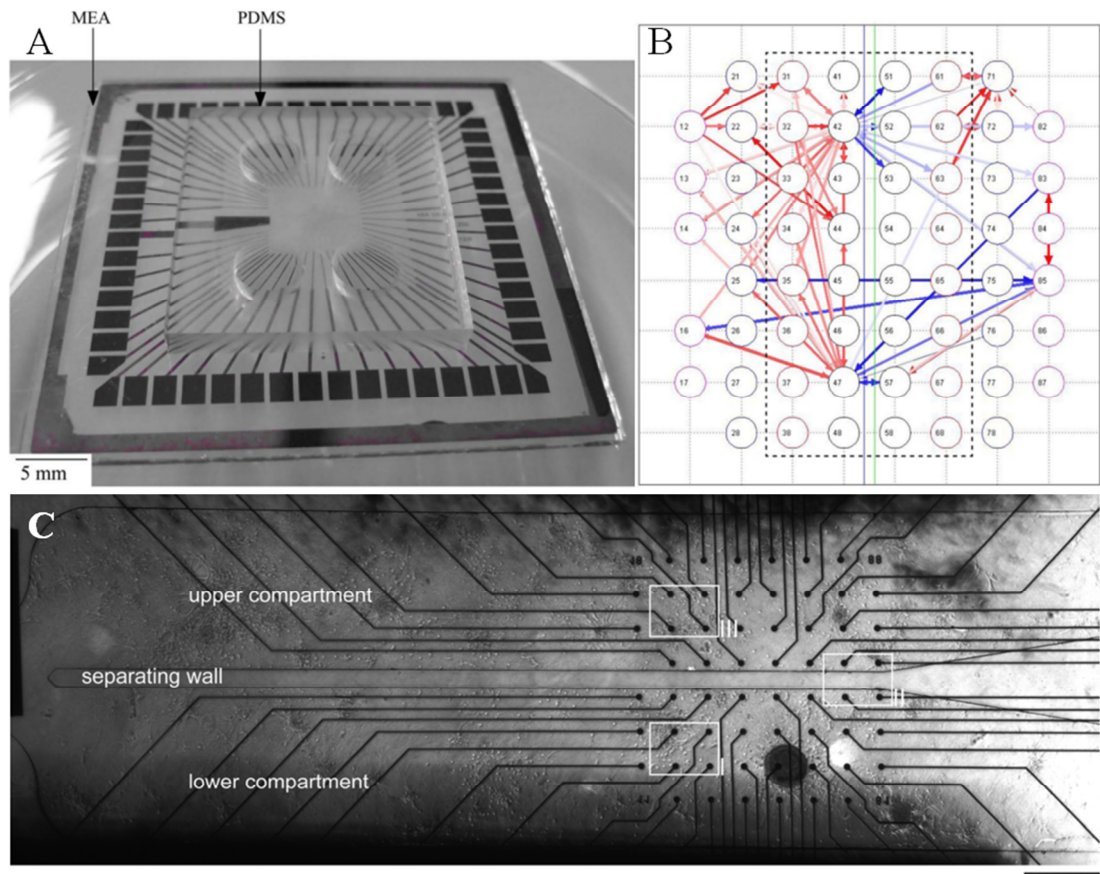 MEA PDMS
A
5 mm
B
21 31 41 51 61 71
12 22 32 42 52 62 72 82
13 23 33 43 53 63 73 83
14 24 34 44 54 64 74 84
25 35 45 55 65 75 85
16 26 36 46 56 66 76 86
17 27 37 47 57 67 77 87
28 38 48 58 68 78
C
upper compartment
III
separating wall
II
lower compartment
I